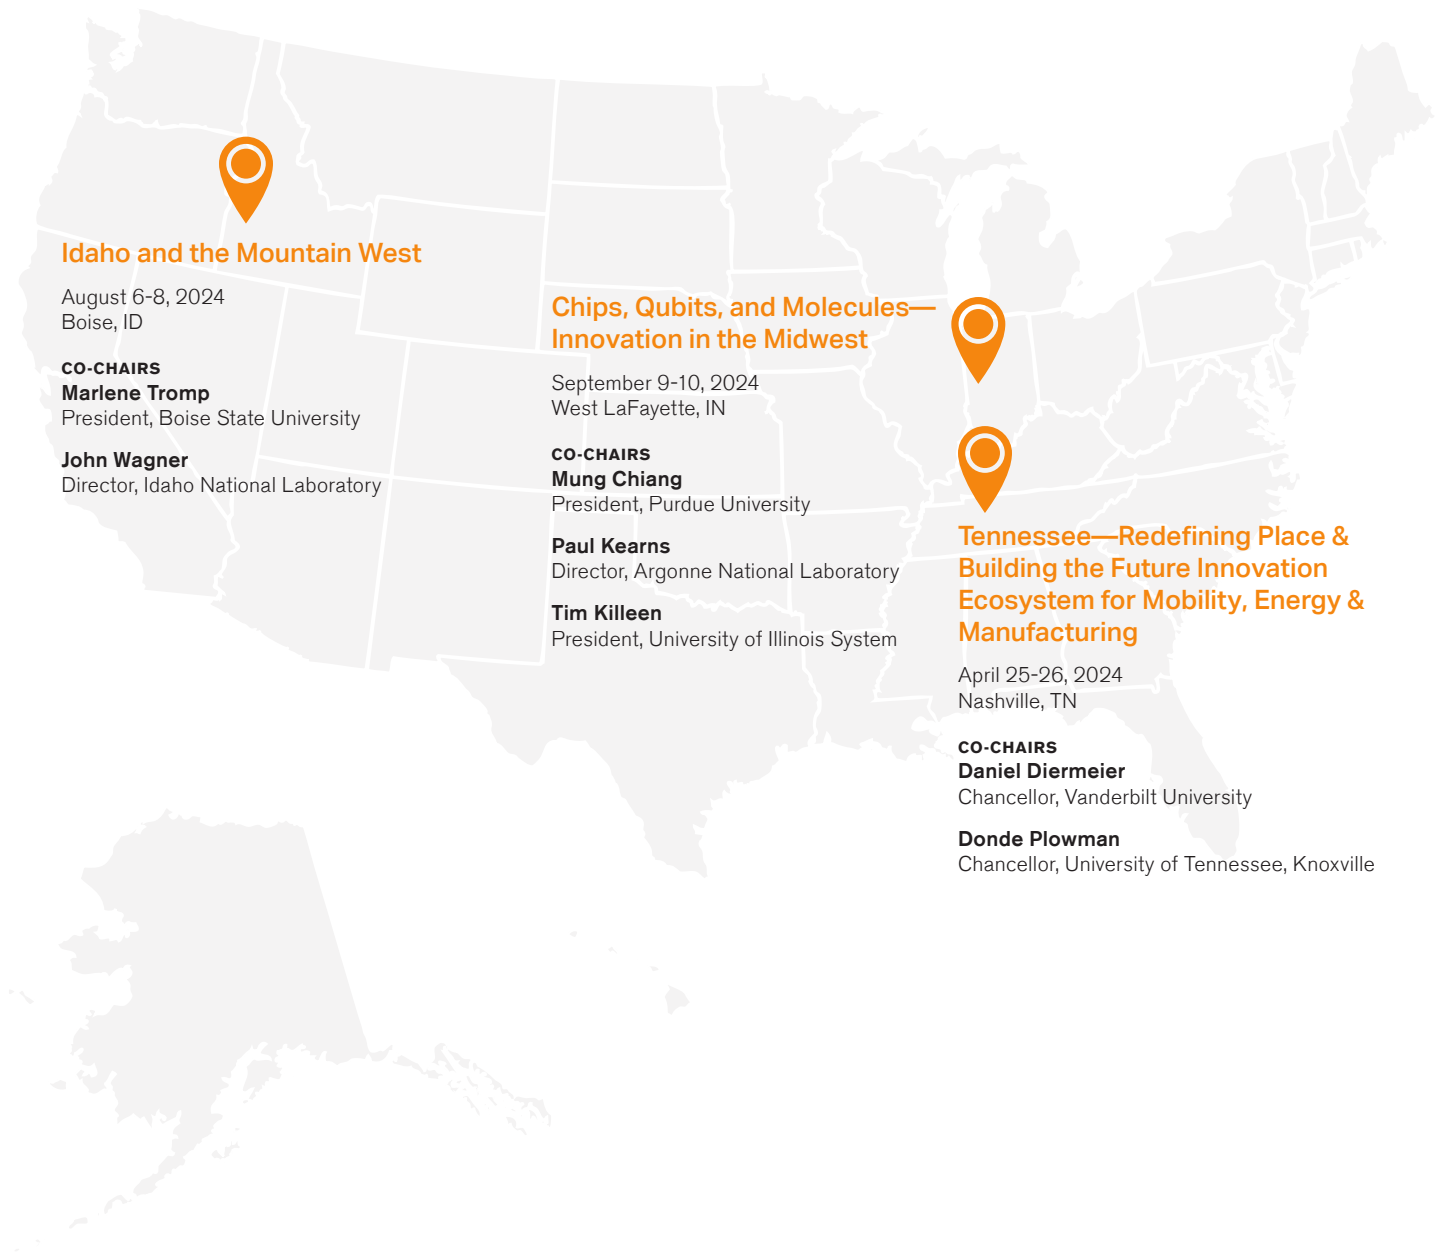 Idaho and the Mountain West
August 6-8, 2024
Boise, ID
CO-CHAIRS
Marlene Tromp
President, Boise State University
John Wagner
Director, Idaho National Laboratory
Chips, Qubits, and Molecules—
Innovation in the Midwest
September 9-10, 2024
West LaFayette, IN
CO-CHAIRS
Mung Chiang
President, Purdue University
Paul Kearns
Director, Argonne National Laboratory
Tim Killeen
President, University of Illinois System
Tennessee—Redefining Place &
Building the Future Innovation
Ecosystem for Mobility, Energy &
Manufacturing
April 25-26, 2024
Nashville, TN
CO-CHAIRS
Daniel Diermeier
Chancellor, Vanderbilt University
Donde Plowman
Chancellor, University of Tennessee, Knoxville